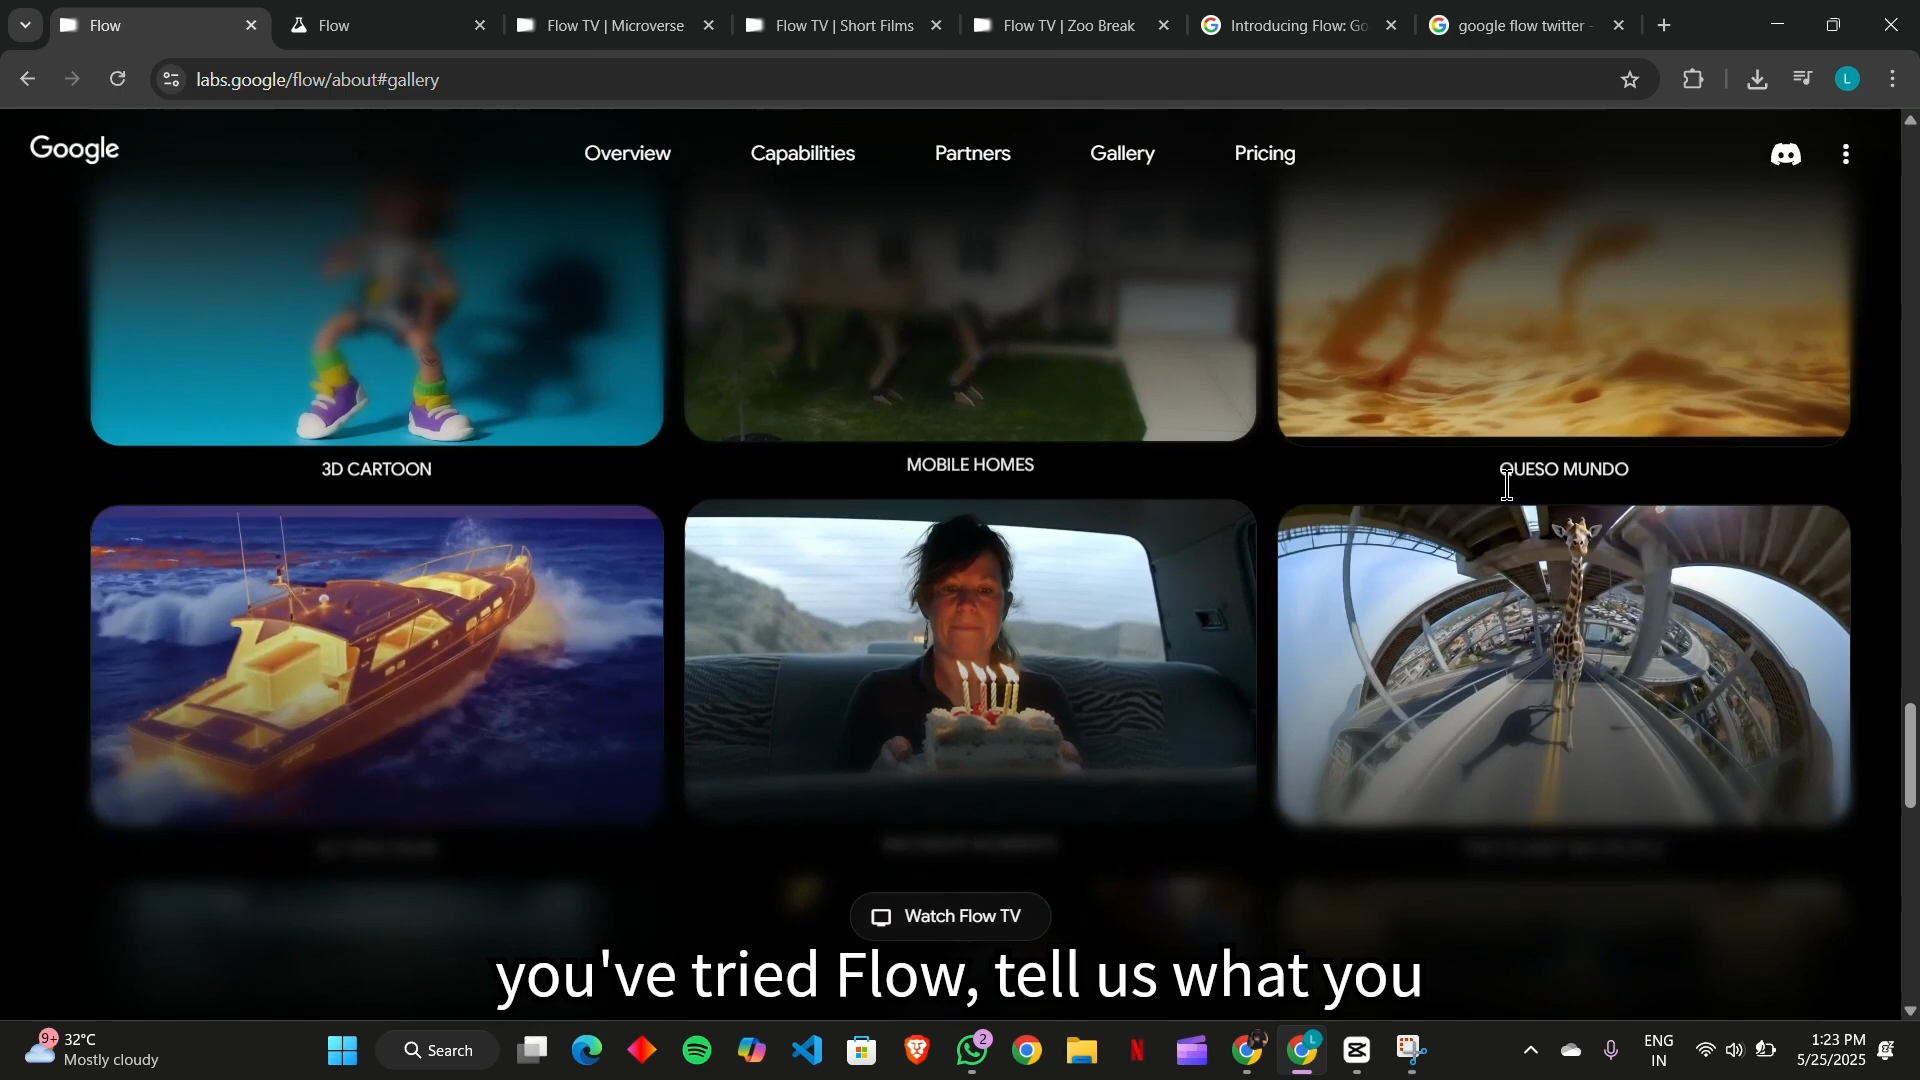 Flow
Flow
Flow TV | Microverse
Flow TV | Short Films
Flow TV | Zoo Break
Introducing Flow: Go
google flow twitter -
labs.google/flow/about#gallery
L
Google
Overview
Capabilities
Partners
Gallery
Pricing
3D CARTOON
MOBILE HOMES
QUESO MUNDO
Watch Flow TV
you've tried Flow, tell us what you
9+
32°C
Mostly cloudy
Search
2
L
ENG
IN
1:23 PM
5/25/2025